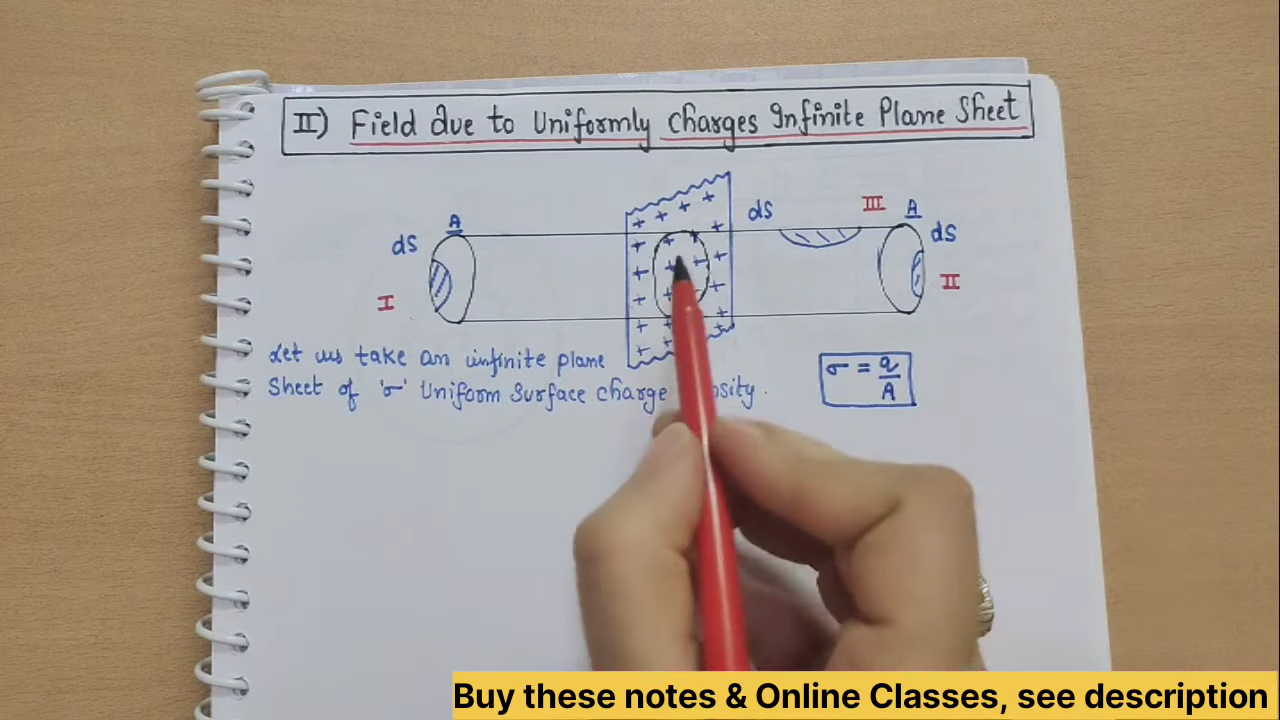 II) Field due to Uniformly charges Infinite Plane Sheet
A
ds
I
+ + + + + + + + + + + + + + + + + + + +
ds
III
A
ds
II
Let us take an infinite plane
Sheet of 'σ' Uniform Surface charge
σ = q/A
Buy these notes & Online Classes, see description